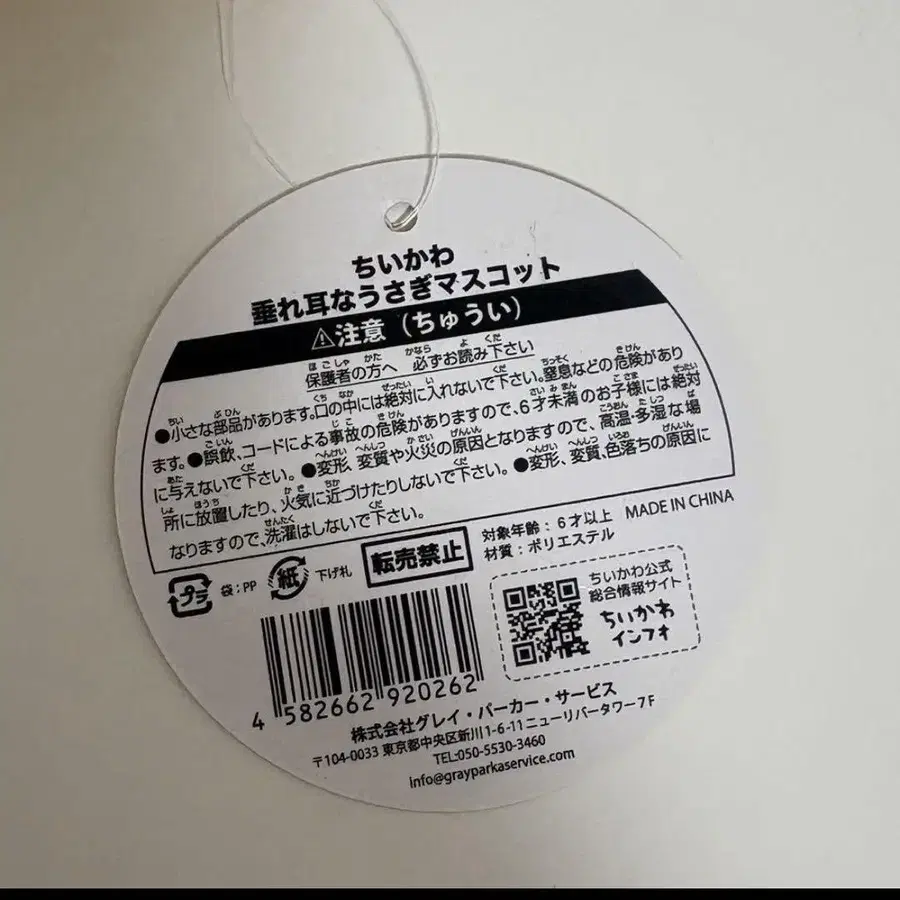 ちいかわ
垂れ耳なうさぎマスコット
⚠注意（ちゅうい）
保護者の方へ 必ずお読み下さい
●小さな部品があります。口の中には絶対に入れないで下さい。窒息などの危険があり
ます。●誤飲、コードによる事故の危険がありますので、6才未満のお子様には絶対
に与えないで下さい。●変形、変質や火災の原因となりますので、高温・多湿な場
所に放置したり、火気に近づけたりしないで下さい。●変形、変質、色落ちの原因に
なりますので、洗濯はしないで下さい。
対象年齢：6才以上 MADE IN CHINA
材質：ポリエステル
プラ 袋：PP 紙 下げ札 転売禁止
ちいかわ公式
総合情報サイト
ちいかわ
インフォ
4 582662 920262
株式会社グレイ・パーカー・サービス
〒104-0033 東京都中央区新川1-6-11ニューリバータワー7F
TEL:050-5530-3460
info@grayparkaservice.com